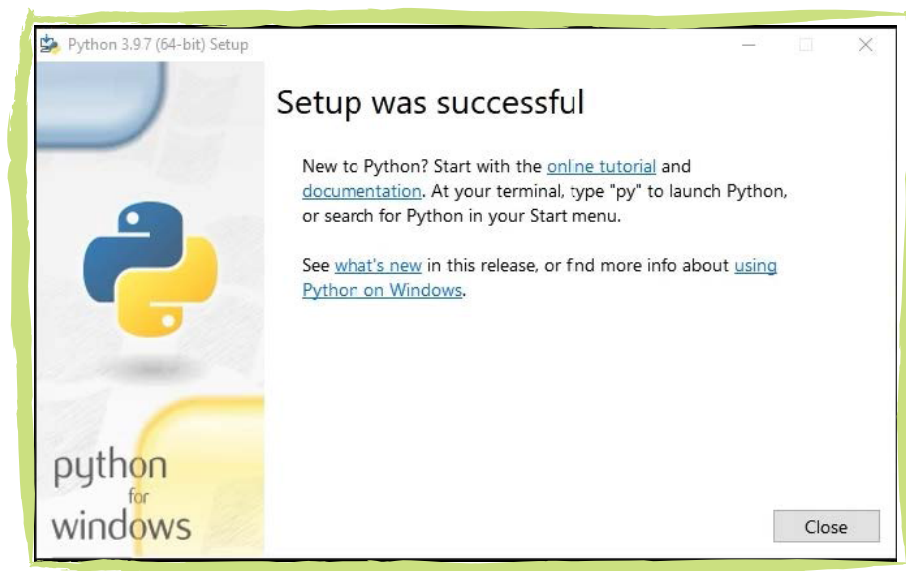 Python 3.9.7 (64-bit) Setup
Setup was successful
New to Python? Start with the online tutorial and
documentation. At your terminal, type "py" to launch Python,
or search for Python in your Start menu.
See what's new in this release, or find more info about using
Python on Windows.
python
for
windows
Close